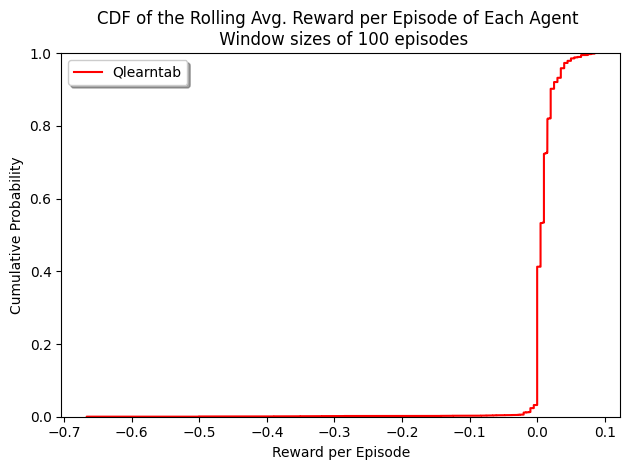 CDF of the Rolling Avg. Reward per Episode of Each Agent
Window sizes of 100 episodes
Qlearntab
Cumulative Probability
1.0
0.8
0.6
0.4
0.2
0.0
−0.7 −0.6 −0.5 −0.4 −0.3 −0.2 −0.1 0.0 0.1
Reward per Episode